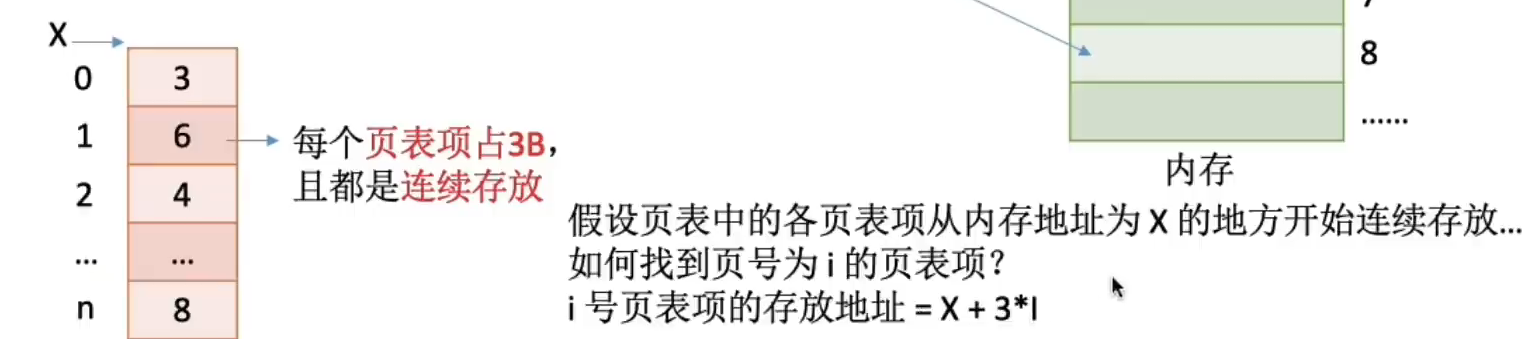 X
0 3
1 6
2 4
... ...
n 8
每个页表项占3B，
且都是连续存放
8
......
内存
假设页表中的各页表项从内存地址为 X 的地方开始连续存放...
如何找到页号为 i 的页表项？
i 号页表项的存放地址 = X + 3*I